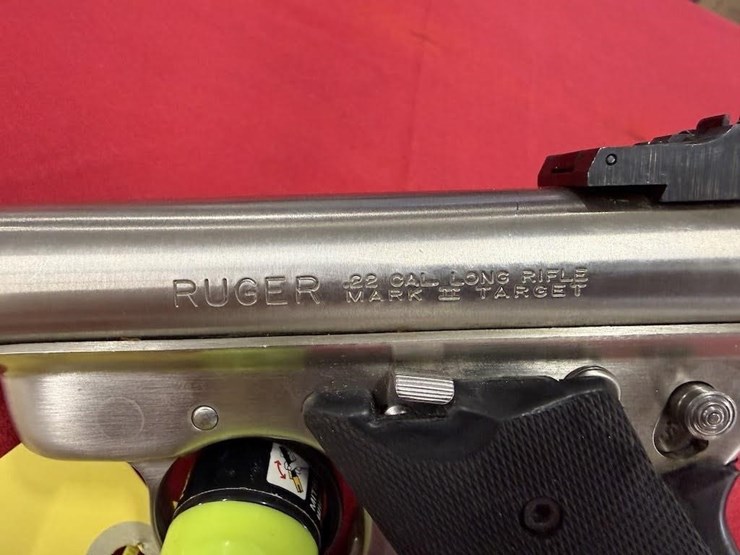 RUGER
.22 CAL. LONG RIFLE
MARK II TARGET